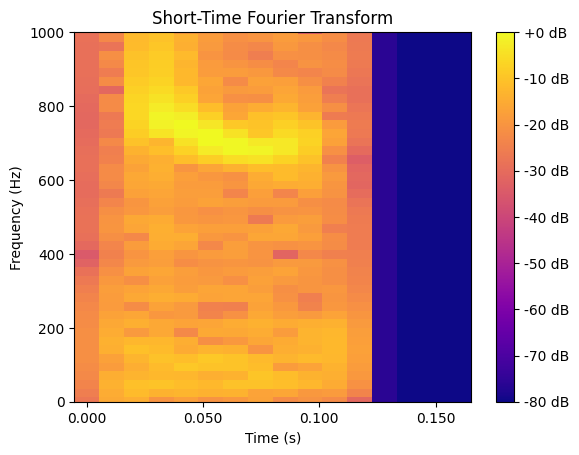 Short-Time Fourier Transform
1000
800
600
400
200
0
Frequency (Hz)
0.000
0.050
0.100
0.150
Time (s)
+0 dB
-10 dB
-20 dB
-30 dB
-40 dB
-50 dB
-60 dB
-70 dB
-80 dB